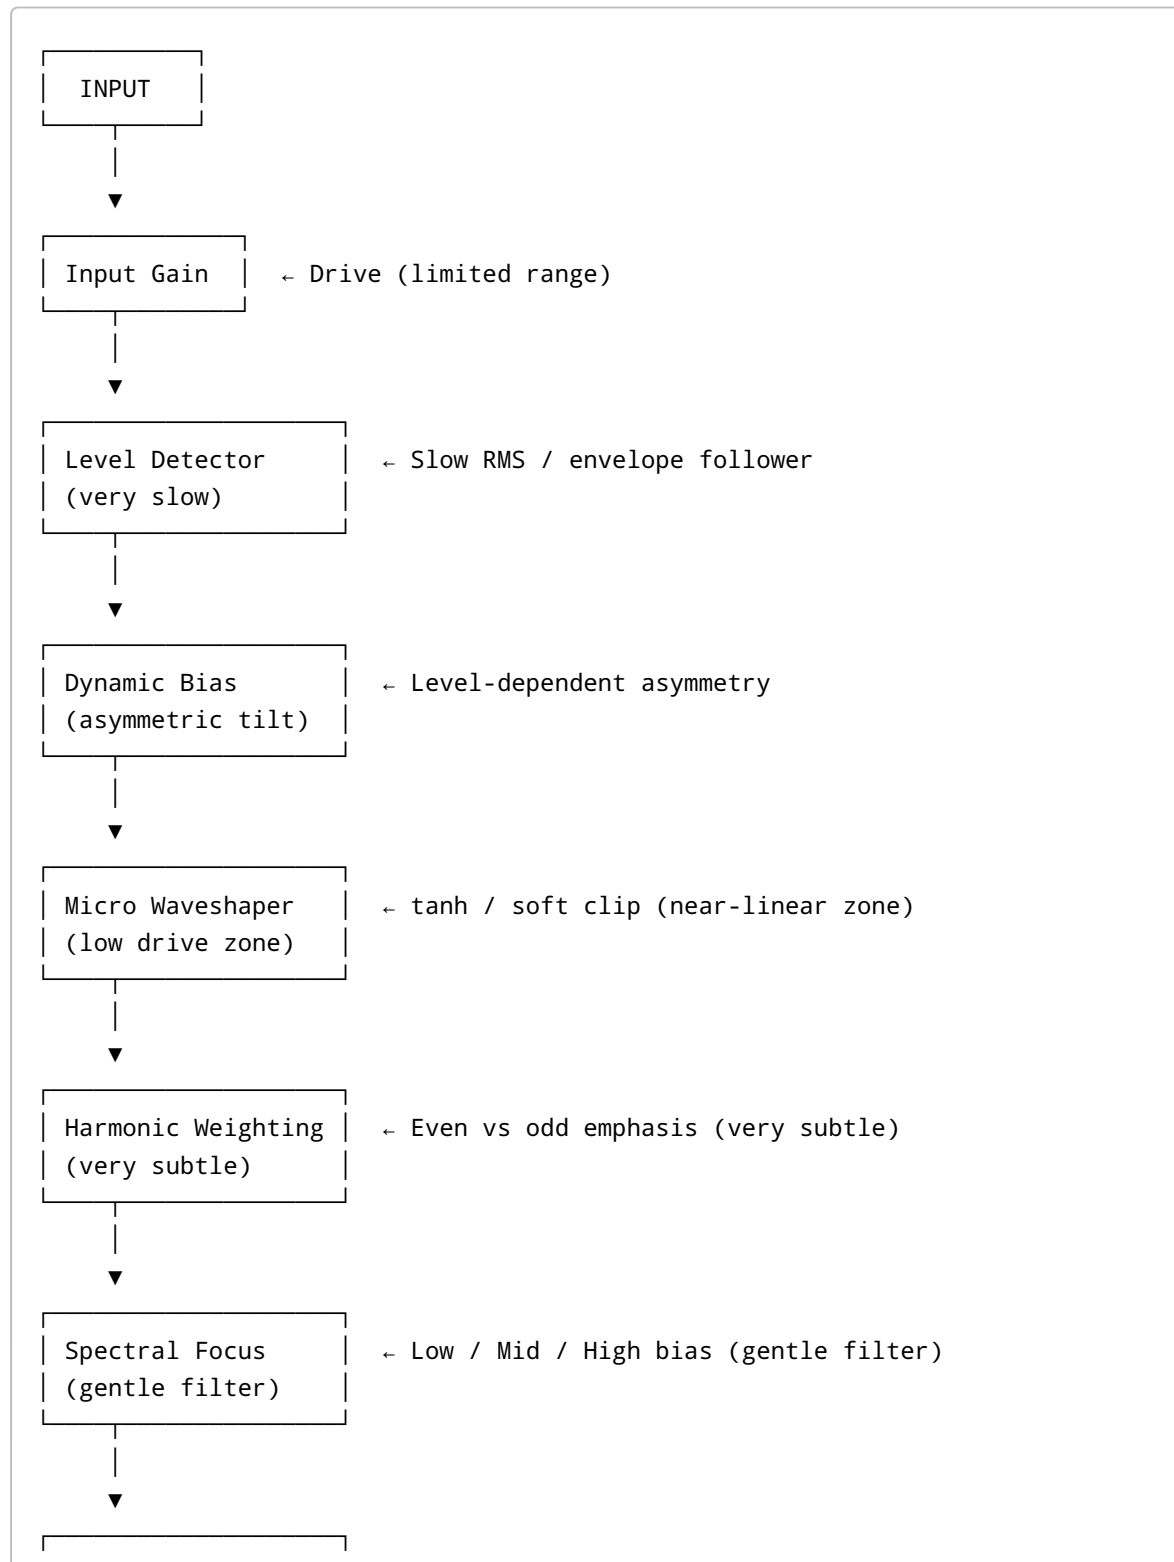 INPUT
▼
Input Gain ← Drive (limited range)
▼
Level Detector ← Slow RMS / envelope follower
(very slow)
▼
Dynamic Bias ← Level-dependent asymmetry
(asymmetric tilt)
▼
Micro Waveshaper ← tanh / soft clip (near-linear zone)
(low drive zone)
▼
Harmonic Weighting ← Even vs odd emphasis (very subtle)
(very subtle)
▼
Spectral Focus ← Low / Mid / High bias (gentle filter)
(gentle filter)
▼